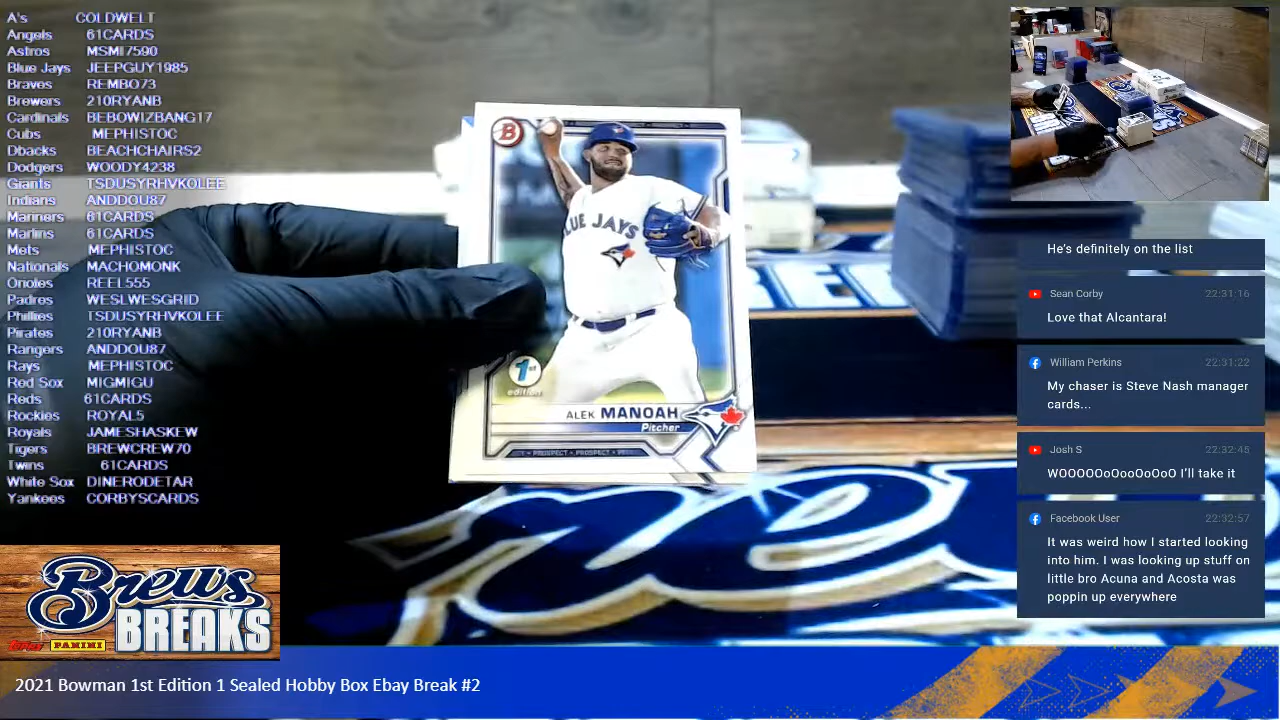 A's COLDWELT
Angels 61CARDS
Astros MSMI7590
Blue Jays JEEPGUY1985
Braves REMBO73
Brewers 210RYANB
Cardinals BEBOWIZBANG17
Cubs MEPHISTOC
Dbacks BEACHCHAIRS2
Dodgers WOODY4238
Giants TSDUSYRHVKOLEE
Indians ANDDOU87
Mariners 61CARDS
Marlins 61CARDS
Mets MEPHISTOC
Nationals MACHOMONK
Orioles REEL555
Padres WESLWESGRID
Phillies TSDUSYRHVKOLEE
Pirates 210RYANB
Rangers ANDDOU87
Rays MEPHISTOC
Red Sox MIGMIGU
Reds 61CARDS
Rockies ROYAL5
Royals JAMESHASKEW
Tigers BREWCREW70
Twins 61CARDS
White Sox DINERODETAR
Yankees CORBYSCARDS
B
BLUE JAYS
1st
edition
ALEK MANOAH
Pitcher
PROSPECT
He's definitely on the list
Sean Corby 22:31:16
Love that Alcantara!
William Perkins 22:31:22
My chaser is Steve Nash manager
cards...
Josh S 22:32:45
WOOOOOoOooOoOoO I'll take it
Facebook User 22:32:57
It was weird how I started looking
into him. I was looking up stuff on
little bro Acuna and Acosta was
poppin up everywhere
Brews
BREAKS
Topps PANINI
2021 Bowman 1st Edition 1 Sealed Hobby Box Ebay Break #2